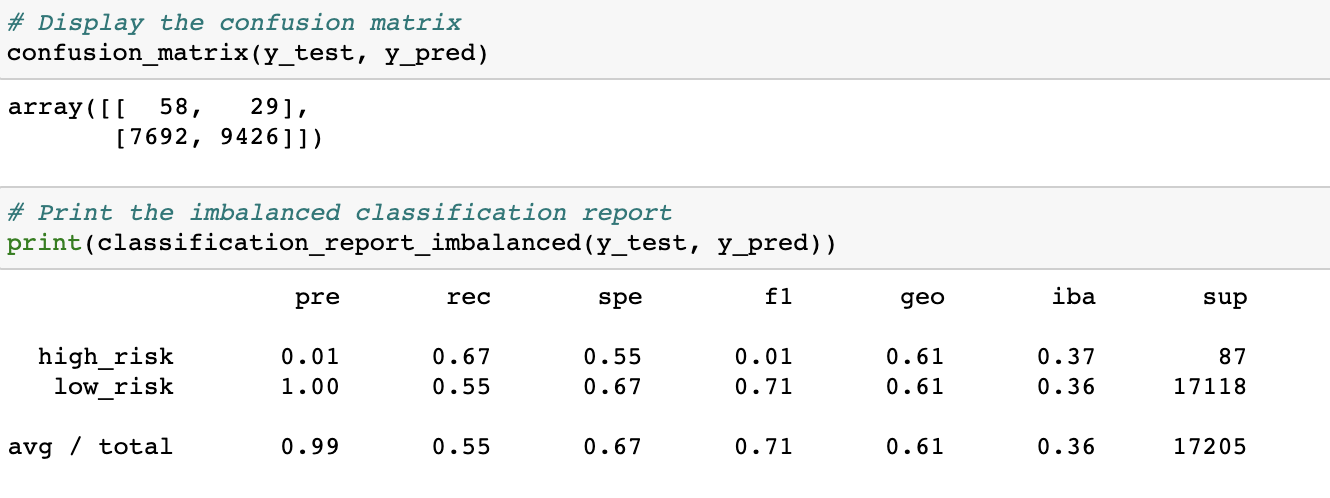 # Display the confusion matrix
confusion_matrix(y_test, y_pred)
array([[  58,   29],
       [7692, 9426]])
# Print the imbalanced classification report
print(classification_report_imbalanced(y_test, y_pred))
                   pre       rec       spe        f1       geo       iba       sup
  high_risk       0.01      0.67      0.55      0.01      0.61      0.37        87
   low_risk       1.00      0.55      0.67      0.71      0.61      0.36     17118
avg / total       0.99      0.55      0.67      0.71      0.61      0.36     17205